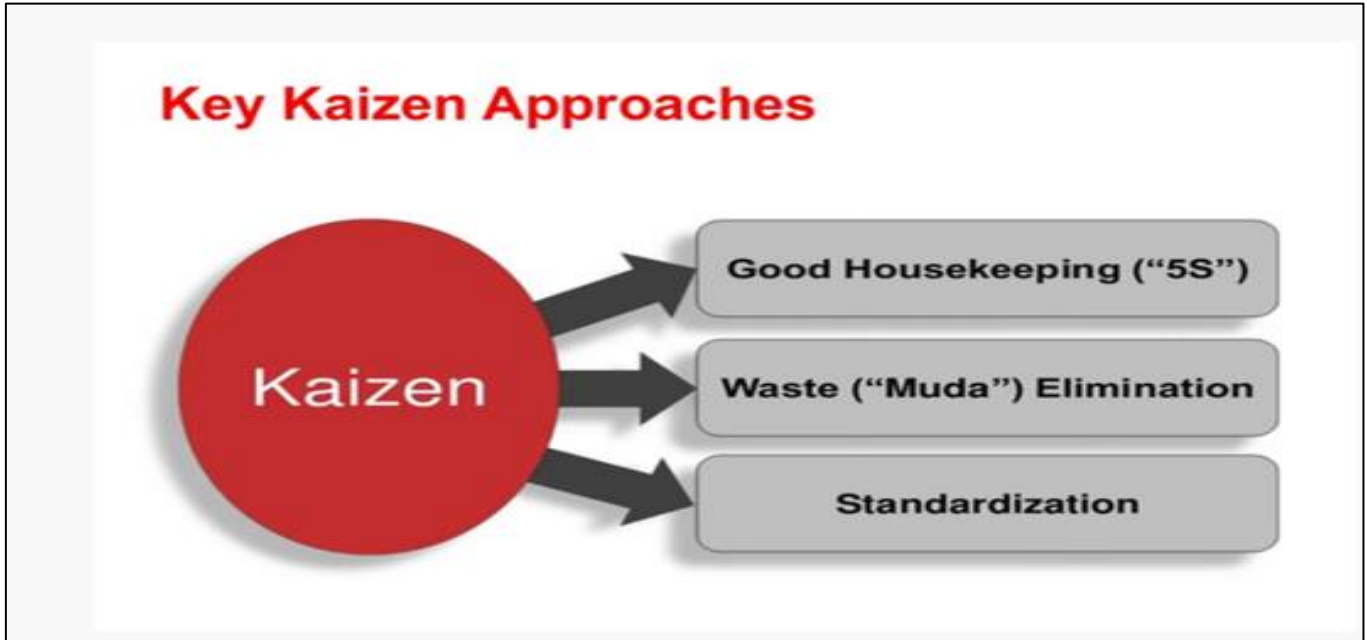 Key Kaizen Approaches
Kaizen
Good Housekeeping (“5S”)
Waste (“Muda”) Elimination
Standardization